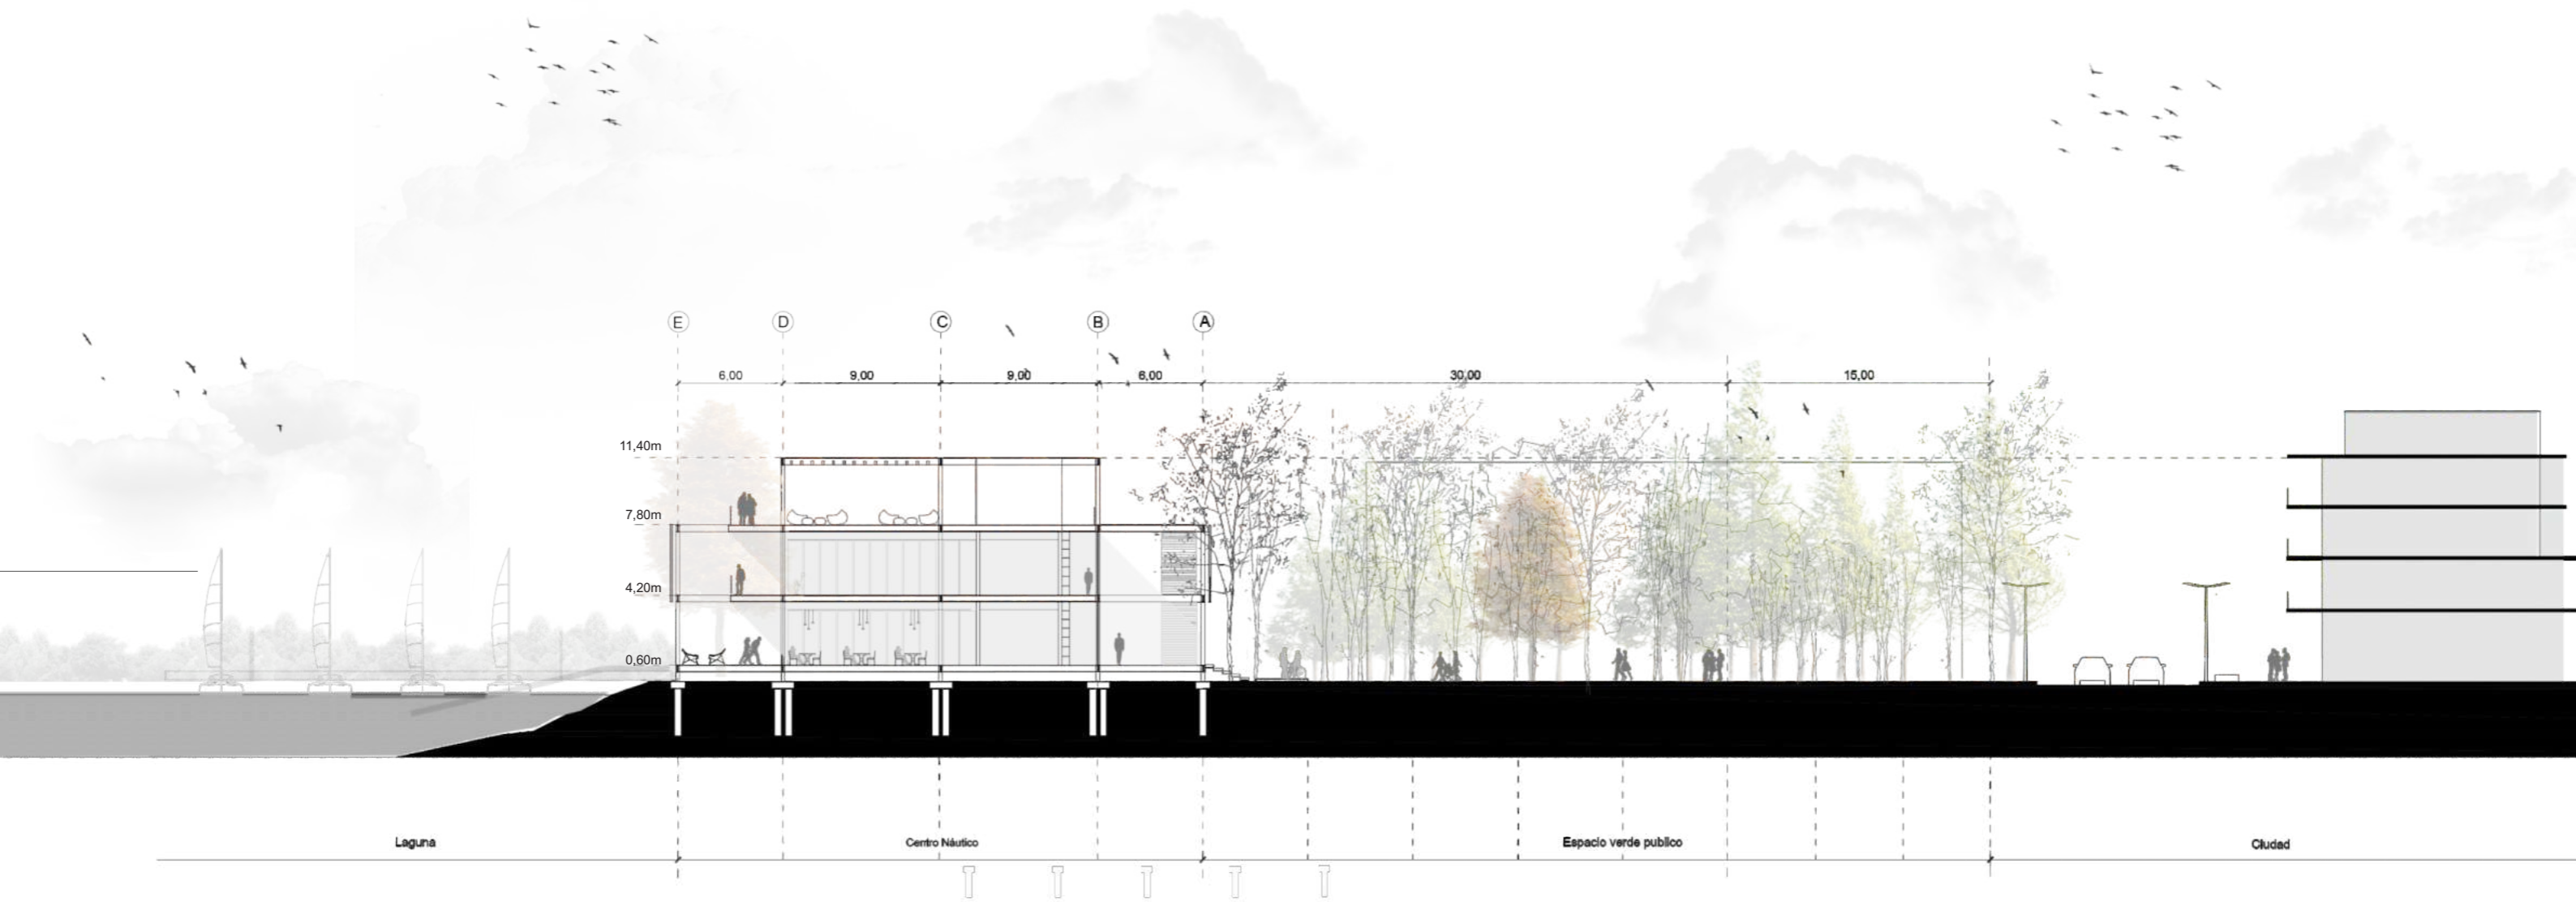 E D C B A
6,00 9,00 9,00 6,00 30,00 15,00
11,40m
7,80m
4,20m
0,60m
Laguna Centro Náutico Espacio verde publico Ciudad